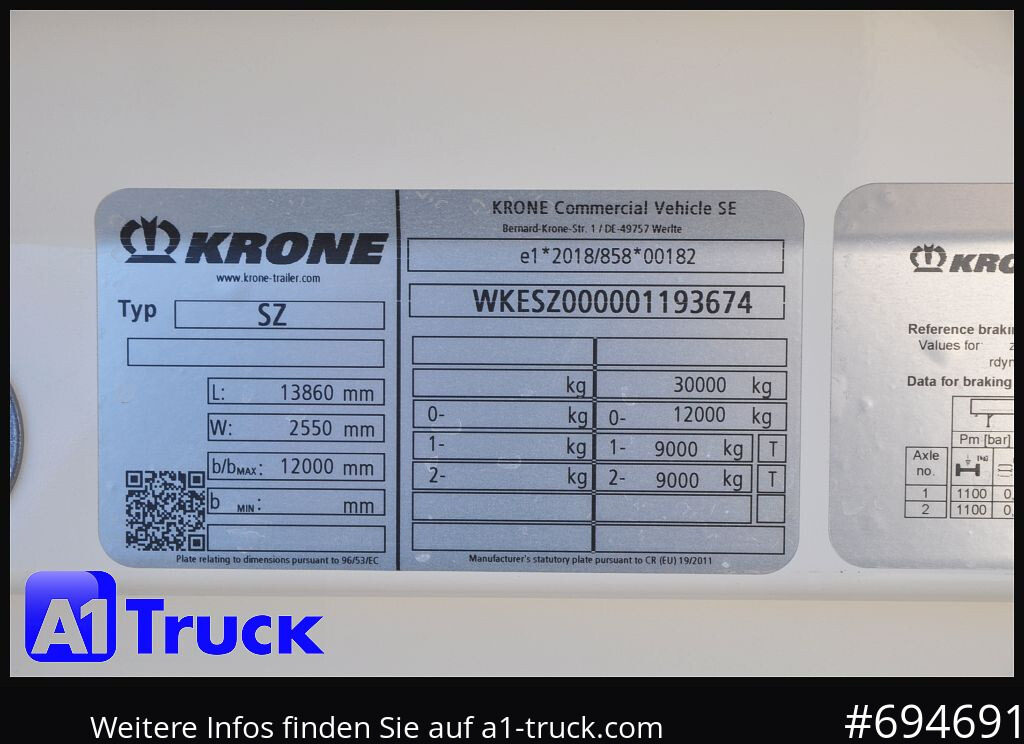 KRONE
www.krone-trailer.com
Typ SZ
L: 13860 mm
W: 2550 mm
b/bMAX: 12000 mm
b MIN: mm
Plate relating to dimensions pursuant to 96/53/EC
KRONE Commercial Vehicle SE
Bernard-Krone-Str. 1 / DE-49757 Werlte
e1*2018/858*00182
WKESZ000001193674
kg 30000 kg
0- kg 0- 12000 kg
1- kg 1- 9000 kg T
2- kg 2- 9000 kg T
Manufacturer's statutory plate pursuant to CR (EU) 19/2011
KRO
Reference braki
Values for: z
rdyn
Data for braking
Pm [bar]
Axle
no.
1 1100 0,
2 1100 0,
A1 Truck
Weitere Infos finden Sie auf a1-truck.com
#694691